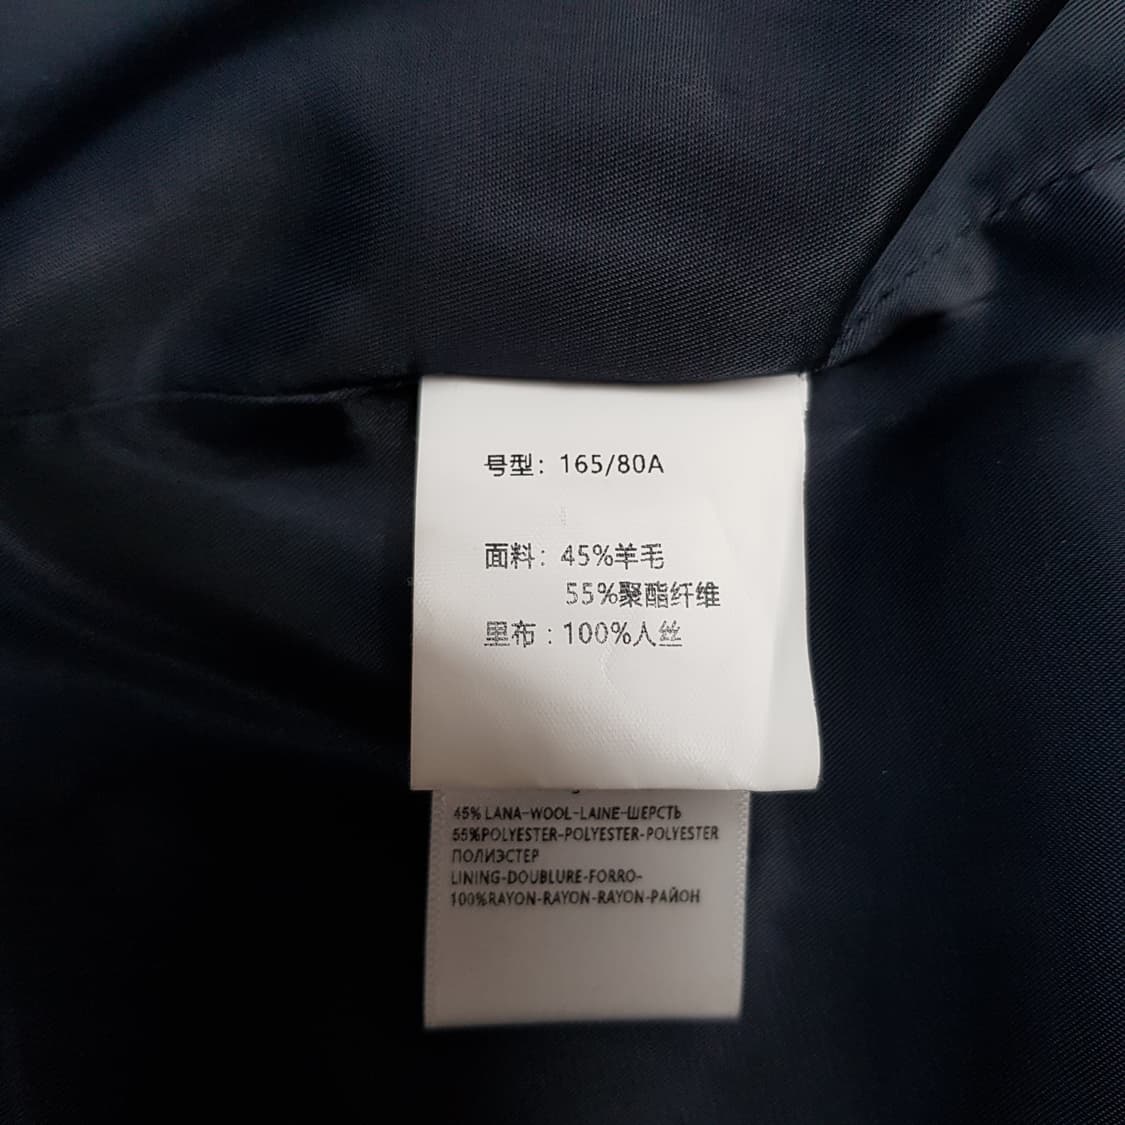 号型：165/80A
面料：45%羊毛
55%聚酯纤维
里布：100%人丝
45% LANA-WOOL-LAINE-ШЕРСТЬ
55%POLYESTER-POLYESTER-POLYESTER
ПОЛИЭСТЕР
LINING-DOUBLURE-FORRO-
100%RAYON-RAYON-RAYON-РАЙОН